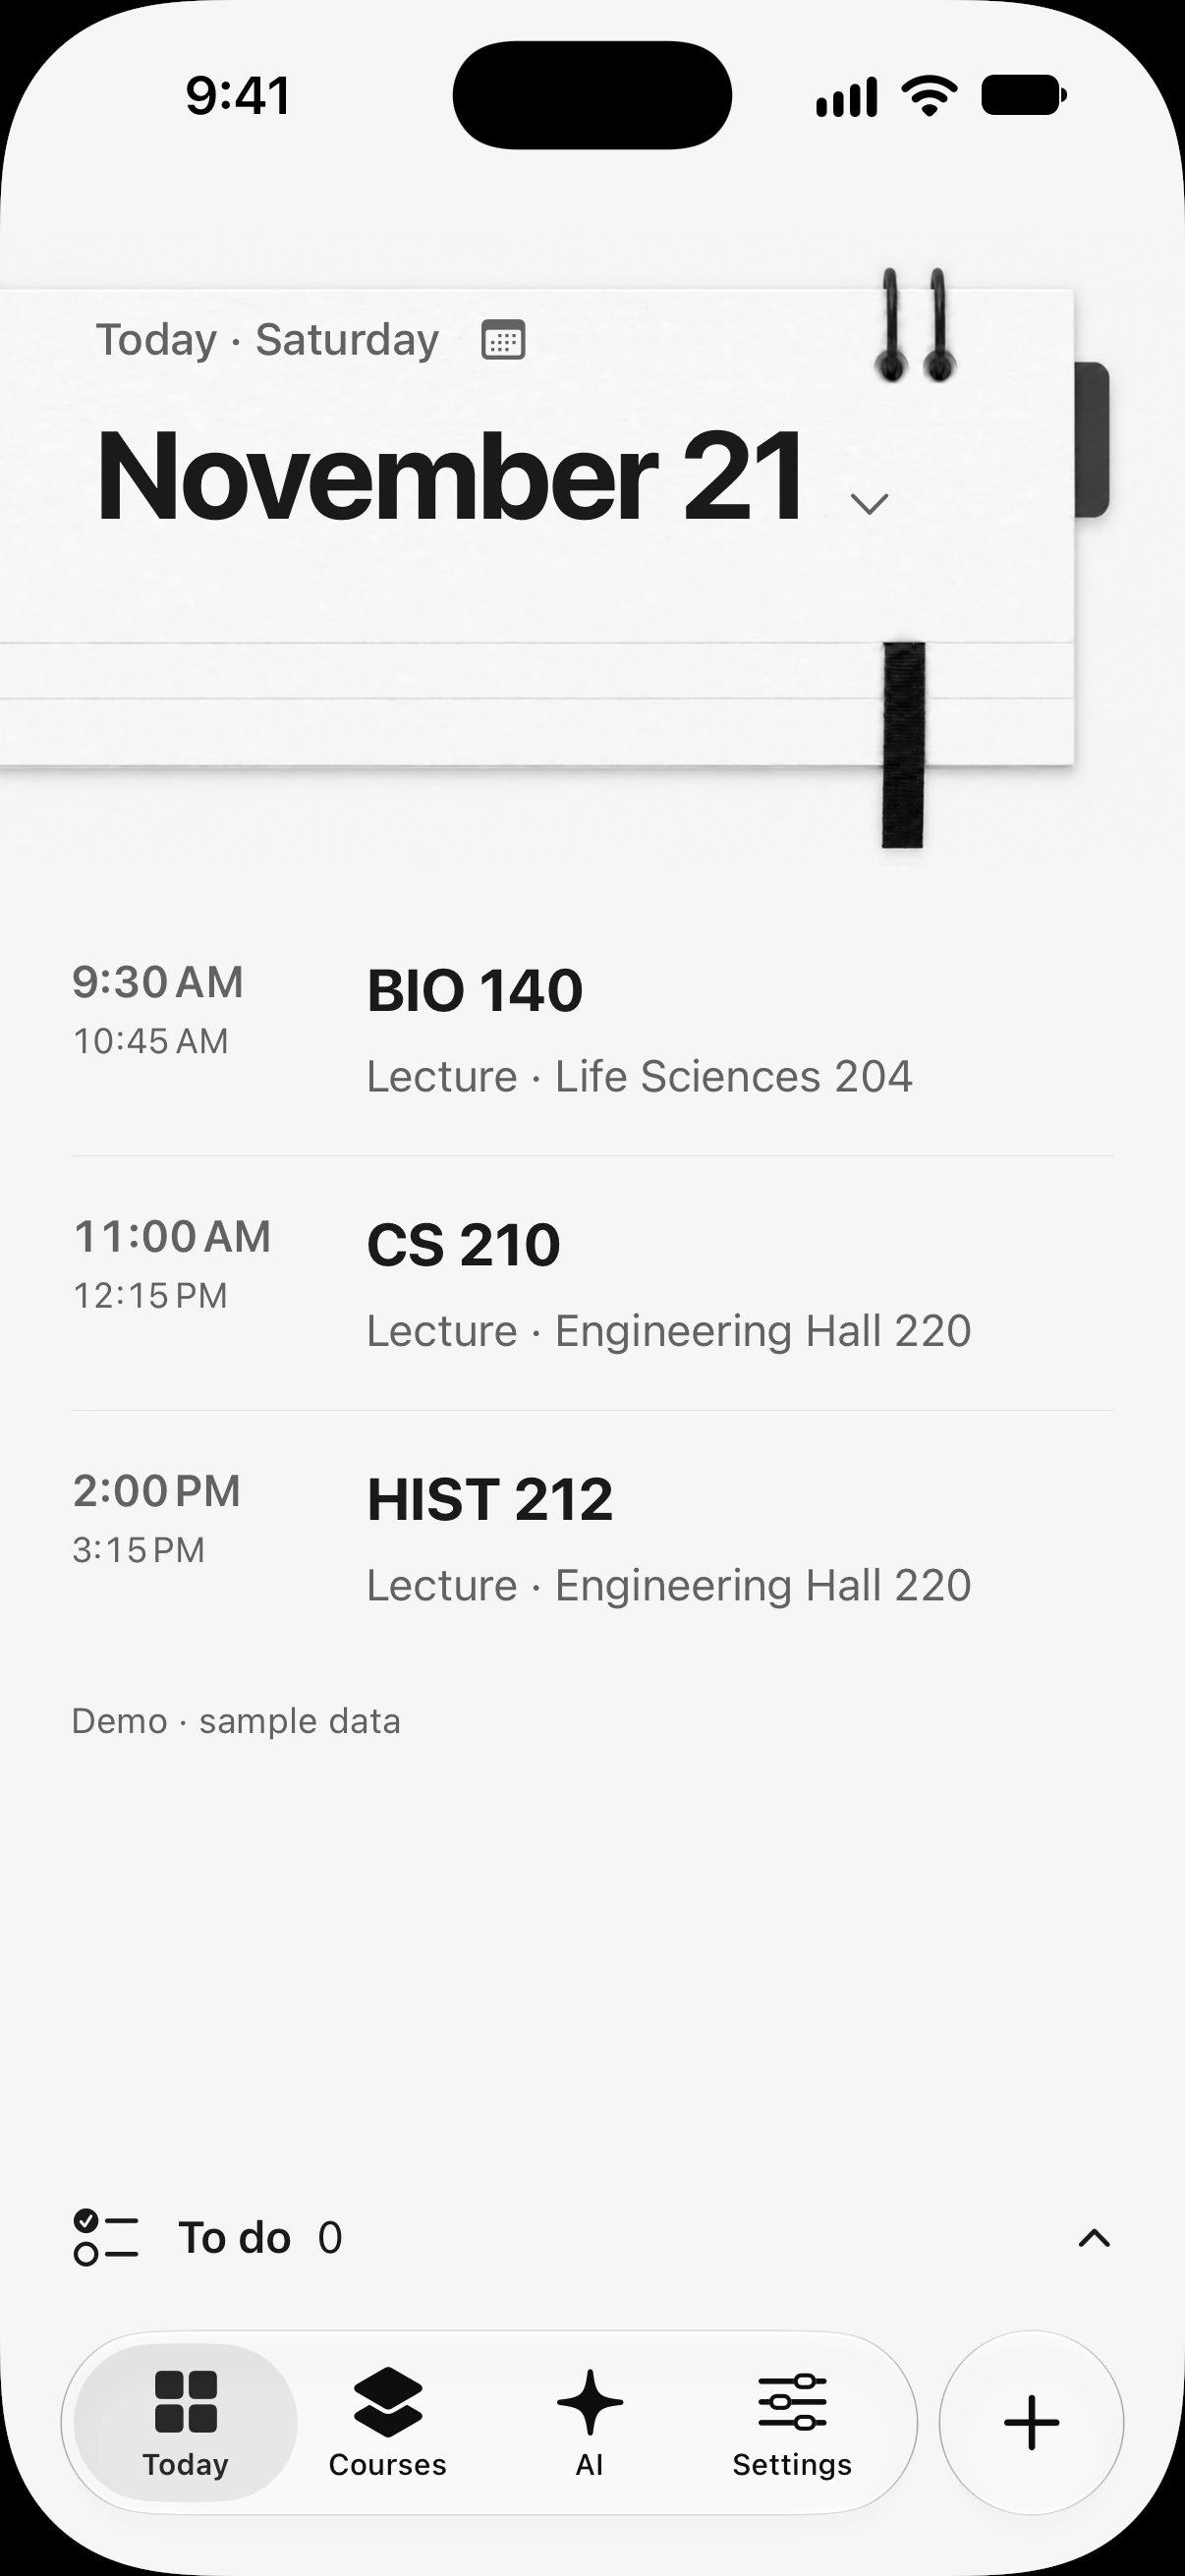 9:41
Today · Saturday
November 21
9:30 AM
10:45 AM
BIO 140
Lecture · Life Sciences 204
11:00 AM
12:15 PM
CS 210
Lecture · Engineering Hall 220
2:00 PM
3:15 PM
HIST 212
Lecture · Engineering Hall 220
Demo · sample data
To do 0
Today
Courses
AI
Settings